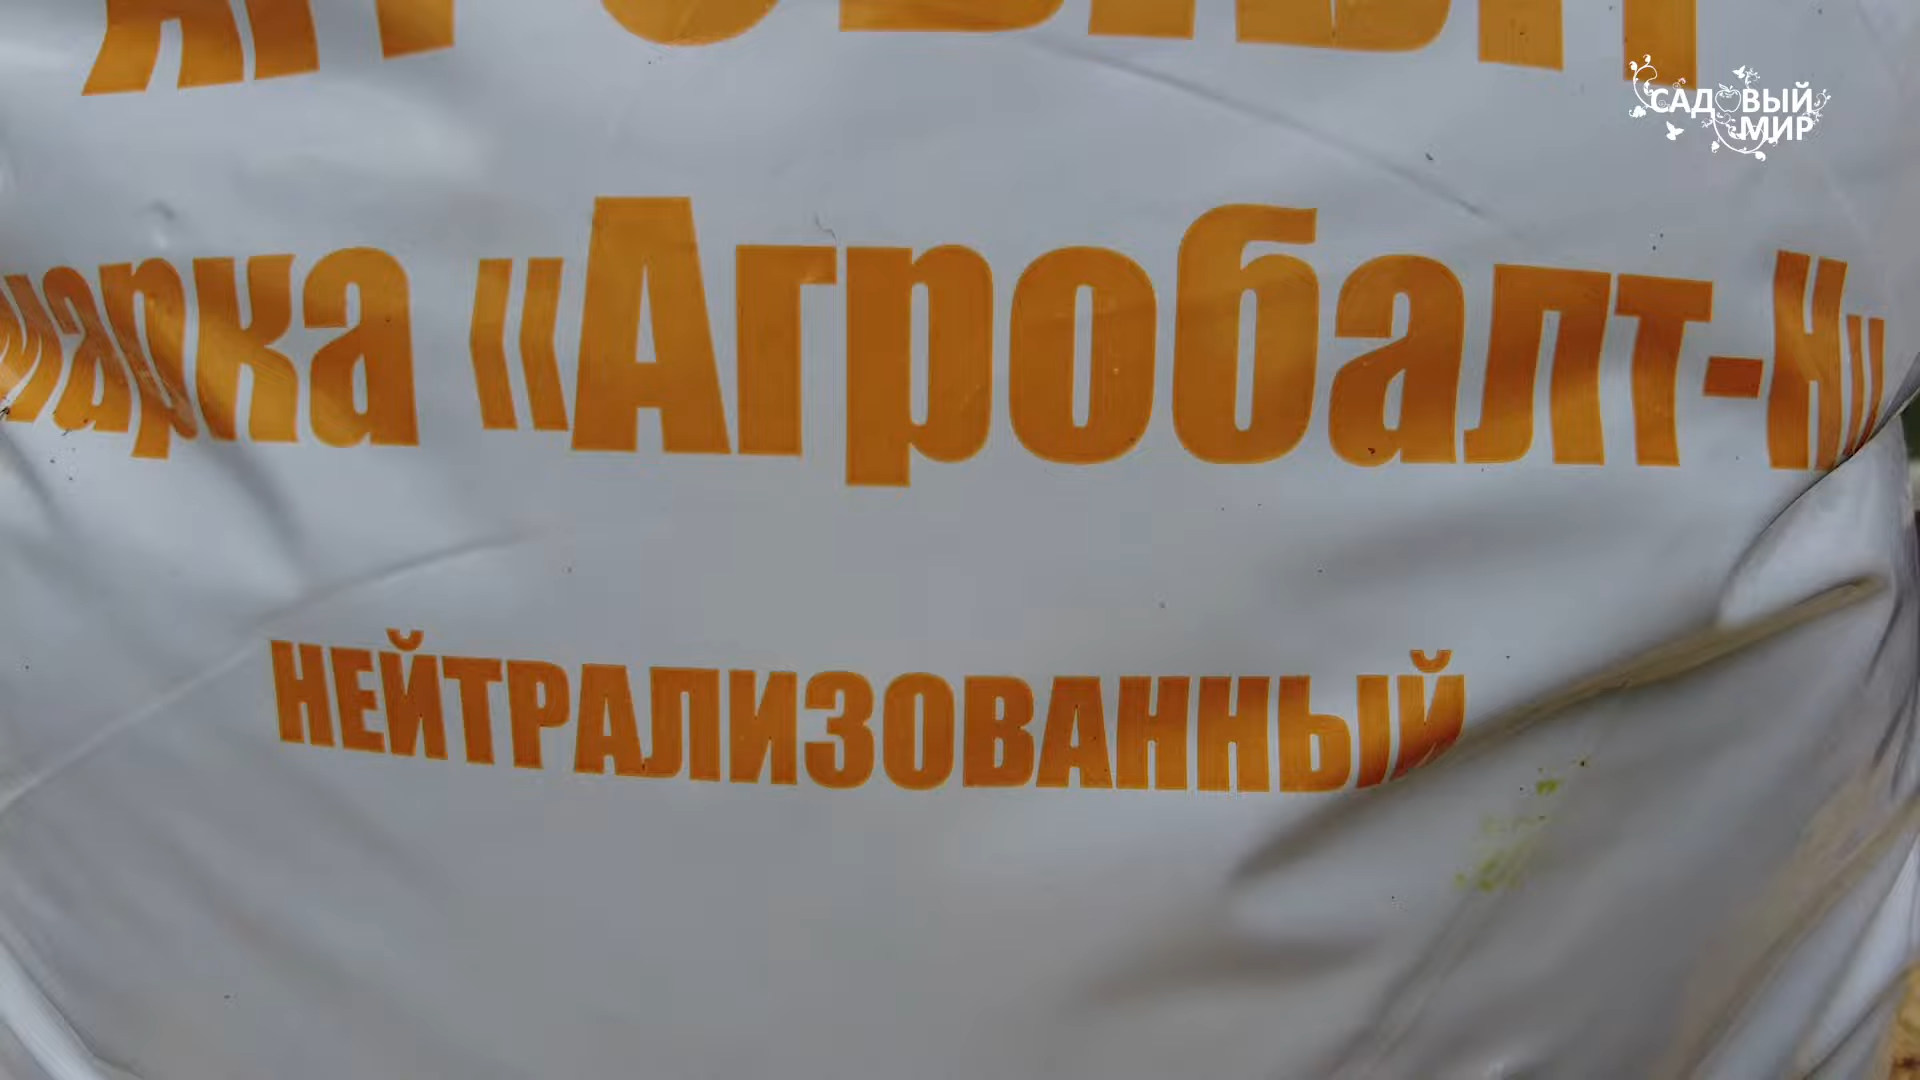 САДОВЫЙ
МИР
марка «Агробалт-Н»
НЕЙТРАЛИЗОВАННЫЙ